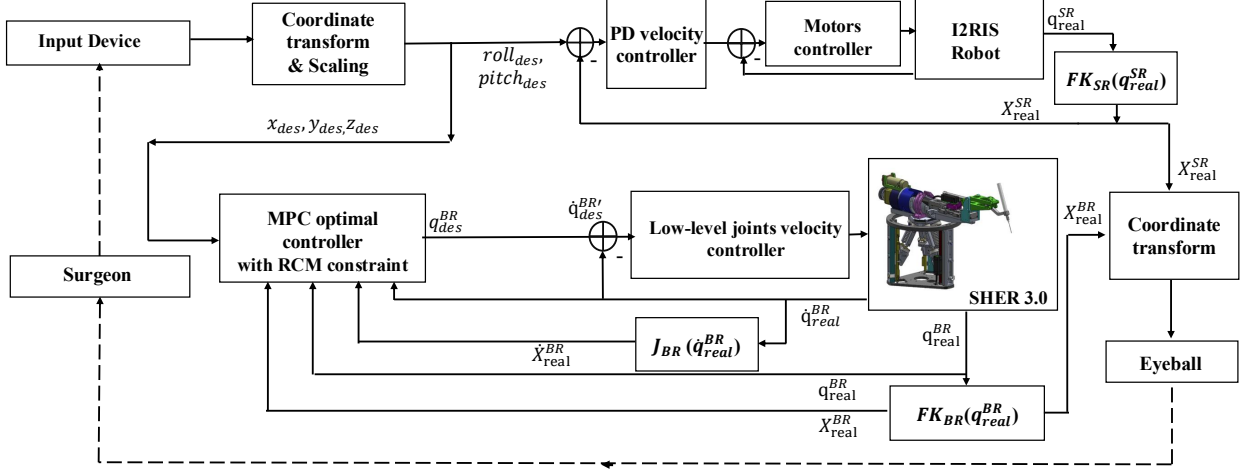 Input Device
Coordinate
transform
& Scaling
roll_des,
pitch_des
-
PD velocity
controller
-
Motors
controller
I2RIS
Robot
q_real^SR
FK_SR(q_real^SR)
X_real^SR
X_real^SR
x_des, y_des,z_des
MPC optimal
controller
with RCM constraint
q_des^BR
q̇_des^BR′
-
Low-level joints velocity
controller
SHER 3.0
X_real^BR
Coordinate
transform
Surgeon
q̇_real^BR
q_real^BR
J_BR (q̇_real^BR)
Ẋ_real^BR
Eyeball
q_real^BR
X_real^BR
FK_BR(q_real^BR)